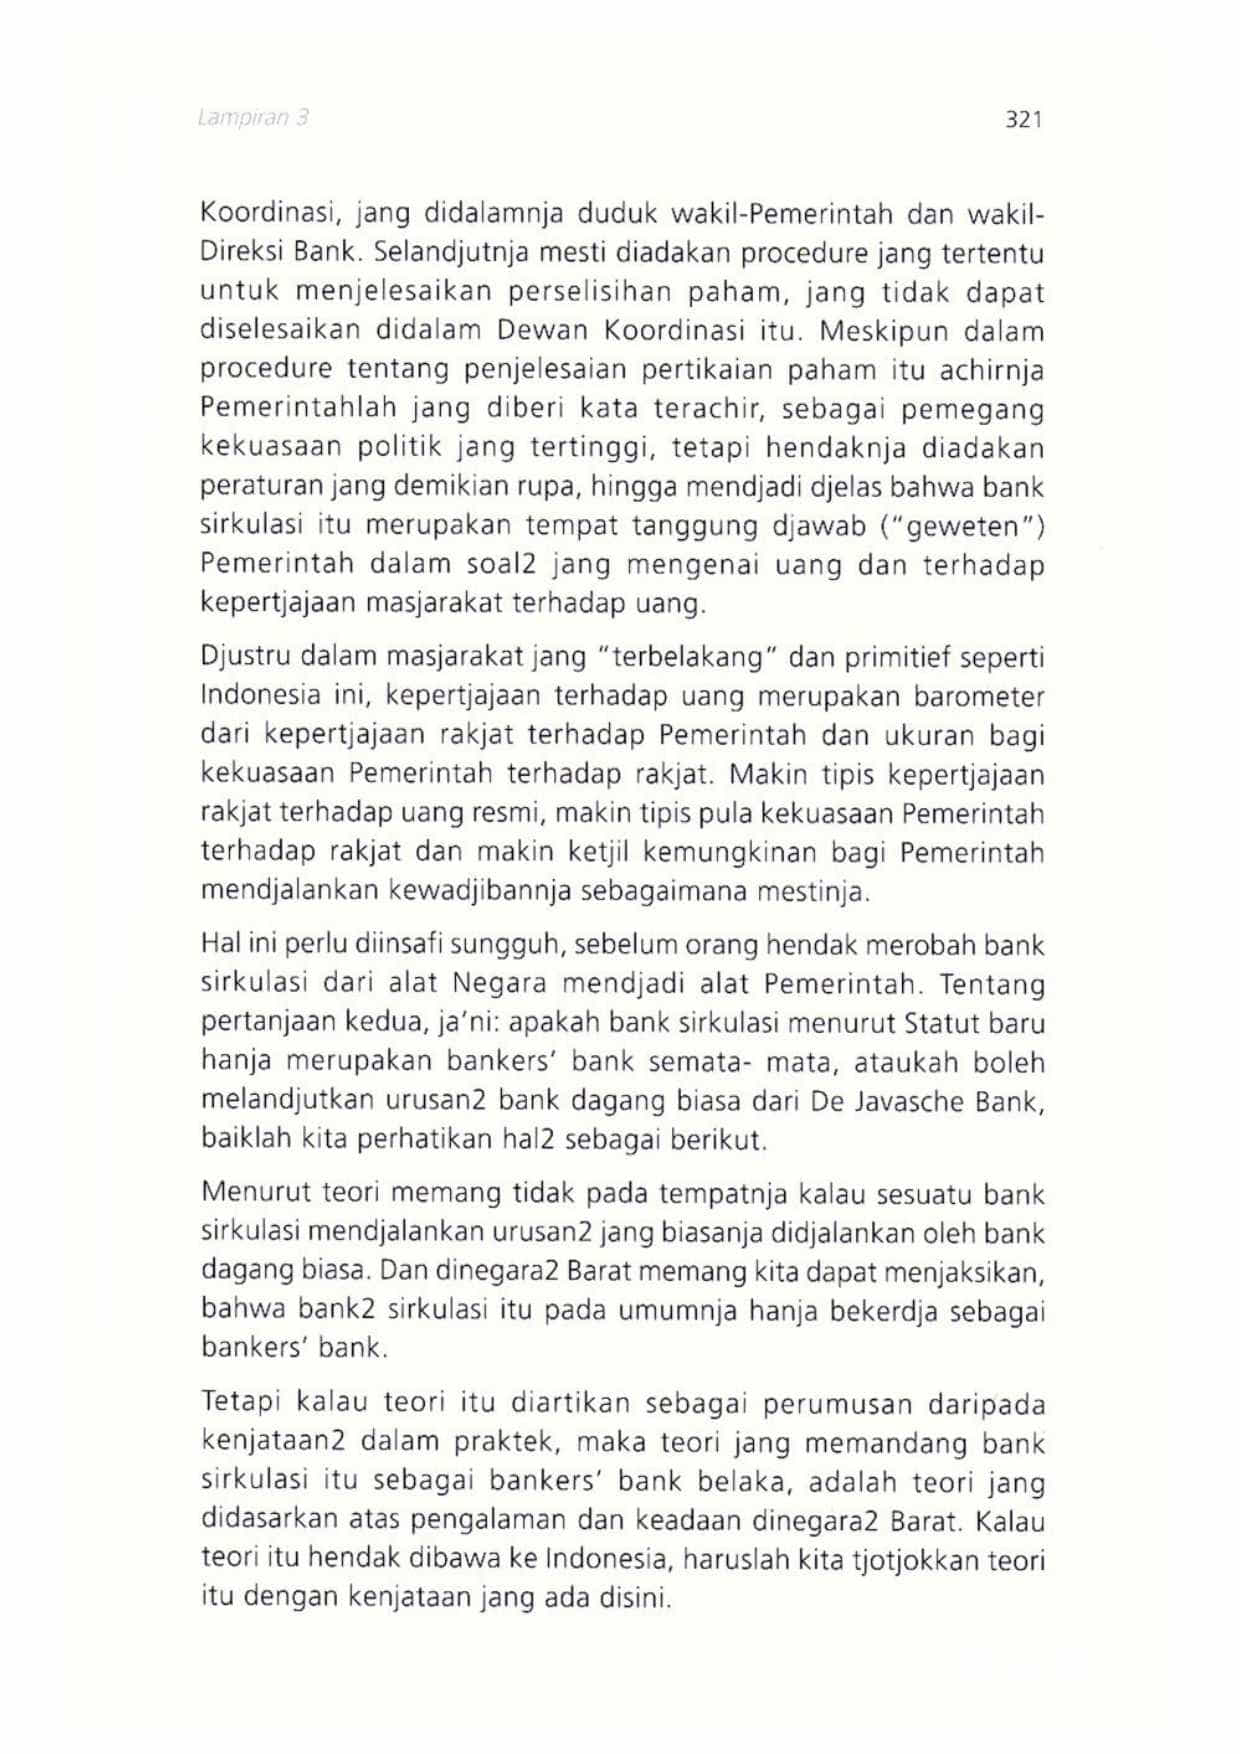 Lampiran 3
321
Koordinasi, jang didalamnja duduk wakil-Pemerintah dan wakil-
Direksi Bank. Selandjutnja mesti diadakan procedure jang tertentu
untuk menjelesaikan perselisihan paham, jang tidak dapat
diselesaikan didalam Dewan Koordinasi itu. Meskipun dalam
procedure tentang penjelesaian pertikaian paham itu achirnja
Pemerintahlah jang diberi kata terachir, sebagai pemegang
kekuasaan politik jang tertinggi, tetapi hendaknja diadakan
peraturan jang demikian rupa, hingga mendjadi djelas bahwa bank
sirkulasi itu merupakan tempat tanggung djawab ("geweten")
Pemerintah dalam soal2 jang mengenai uang dan terhadap
kepertjajaan masjarakat terhadap uang.
Djustru dalam masjarakat jang "terbelakang" dan primitief seperti
Indonesia ini, kepertjajaan terhadap uang merupakan barometer
dari kepertjajaan rakjat terhadap Pemerintah dan ukuran bagi
kekuasaan Pemerintah terhadap rakjat. Makin tipis kepertjajaan
rakjat terhadap uang resmi, makin tipis pula kekuasaan Pemerintah
terhadap rakjat dan makin ketjil kemungkinan bagi Pemerintah
mendjalankan kewadjibannja sebagaimana mestinja.
Hal ini perlu diinsafi sungguh, sebelum orang hendak merobah bank
sirkulasi dari alat Negara mendjadi alat Pemerintah. Tentang
pertanjaan kedua, ja'ni: apakah bank sirkulasi menurut Statut baru
hanja merupakan bankers' bank semata- mata, ataukah boleh
melandjutkan urusan2 bank dagang biasa dari De Javasche Bank,
baiklah kita perhatikan hal2 sebagai berikut.
Menurut teori memang tidak pada tempatnja kalau sesuatu bank
sirkulasi mendjalankan urusan2 jang biasanja didjalankan oleh bank
dagang biasa. Dan dinegara2 Barat memang kita dapat menjaksikan,
bahwa bank2 sirkulasi itu pada umumnja hanja bekerdja sebagai
bankers' bank.
Tetapi kalau teori itu diartikan sebagai perumusan daripada
kenjataan2 dalam praktek, maka teori jang memandang bank
sirkulasi itu sebagai bankers' bank belaka, adalah teori jang
didasarkan atas pengalaman dan keadaan dinegara2 Barat. Kalau
teori itu hendak dibawa ke Indonesia, haruslah kita tjotjokkan teori
itu dengan kenjataan jang ada disini.